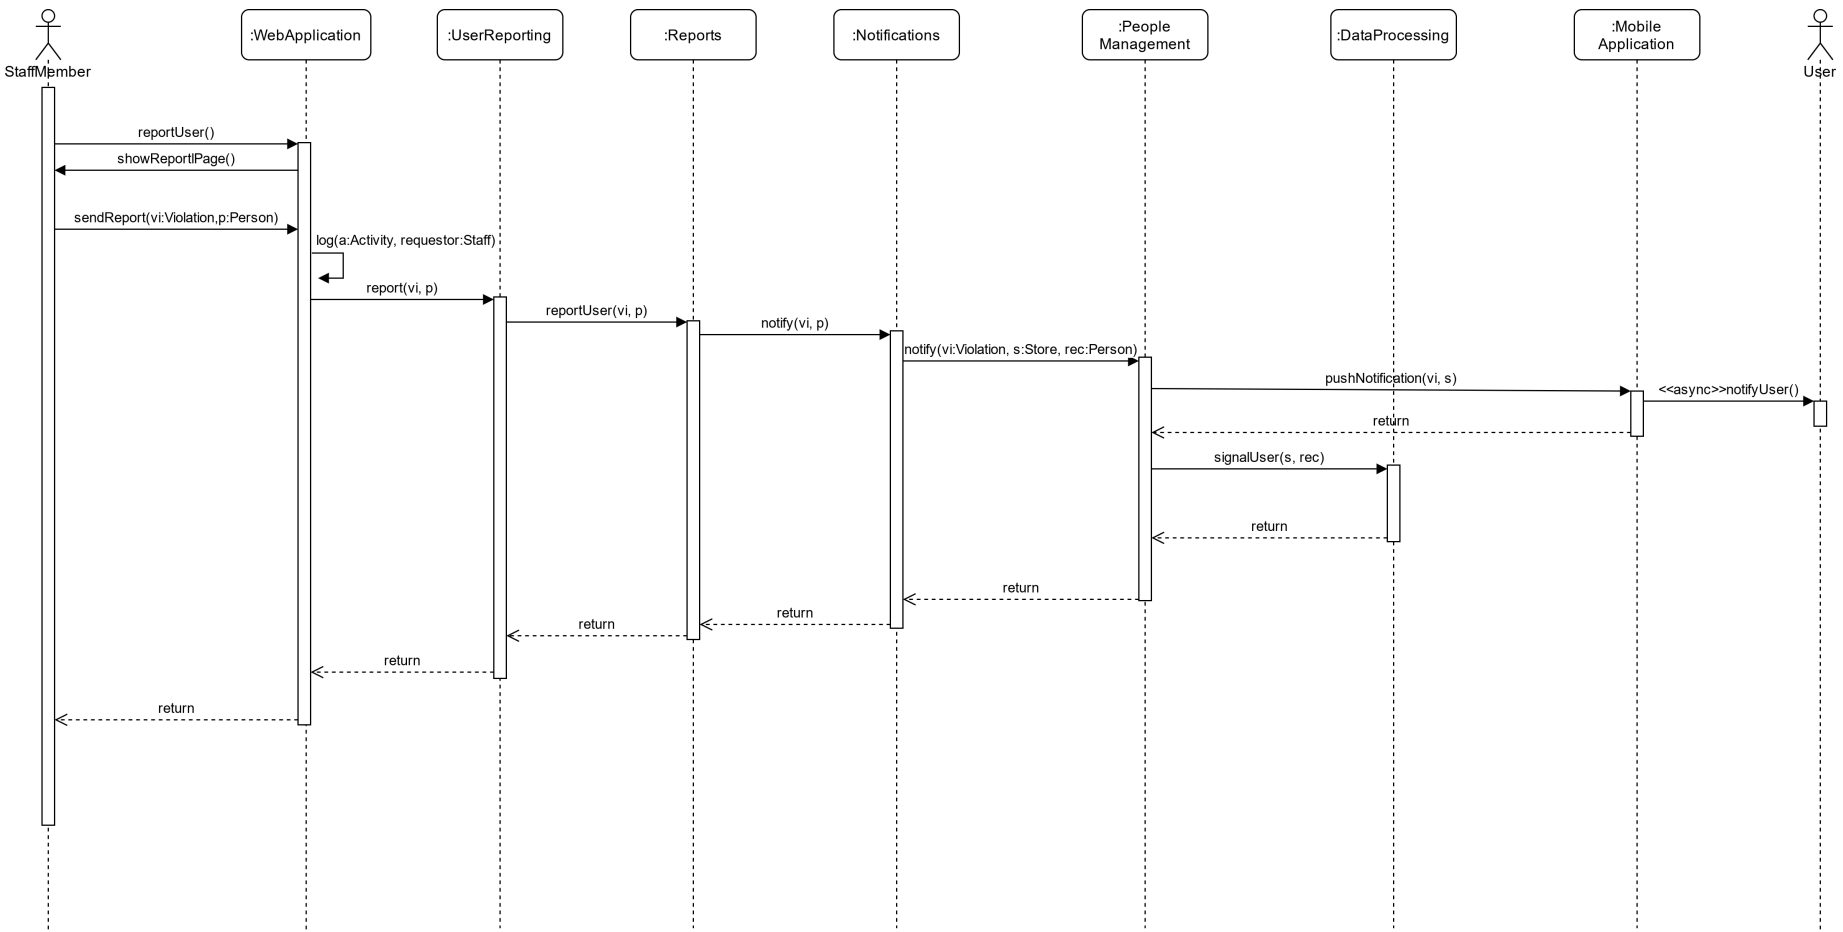 StaffMember
:WebApplication
:UserReporting
:Reports
:Notifications
:People
Management
:DataProcessing
:Mobile
Application
User
reportUser()
showReportlPage()
sendReport(vi:Violation,p:Person)
log(a:Activity, requestor:Staff)
report(vi, p)
reportUser(vi, p)
notify(vi, p)
notify(vi:Violation, s:Store, rec:Person)
pushNotification(vi, s)
<<async>>notifyUser()
return
signalUser(s, rec)
return
return
return
return
return
return